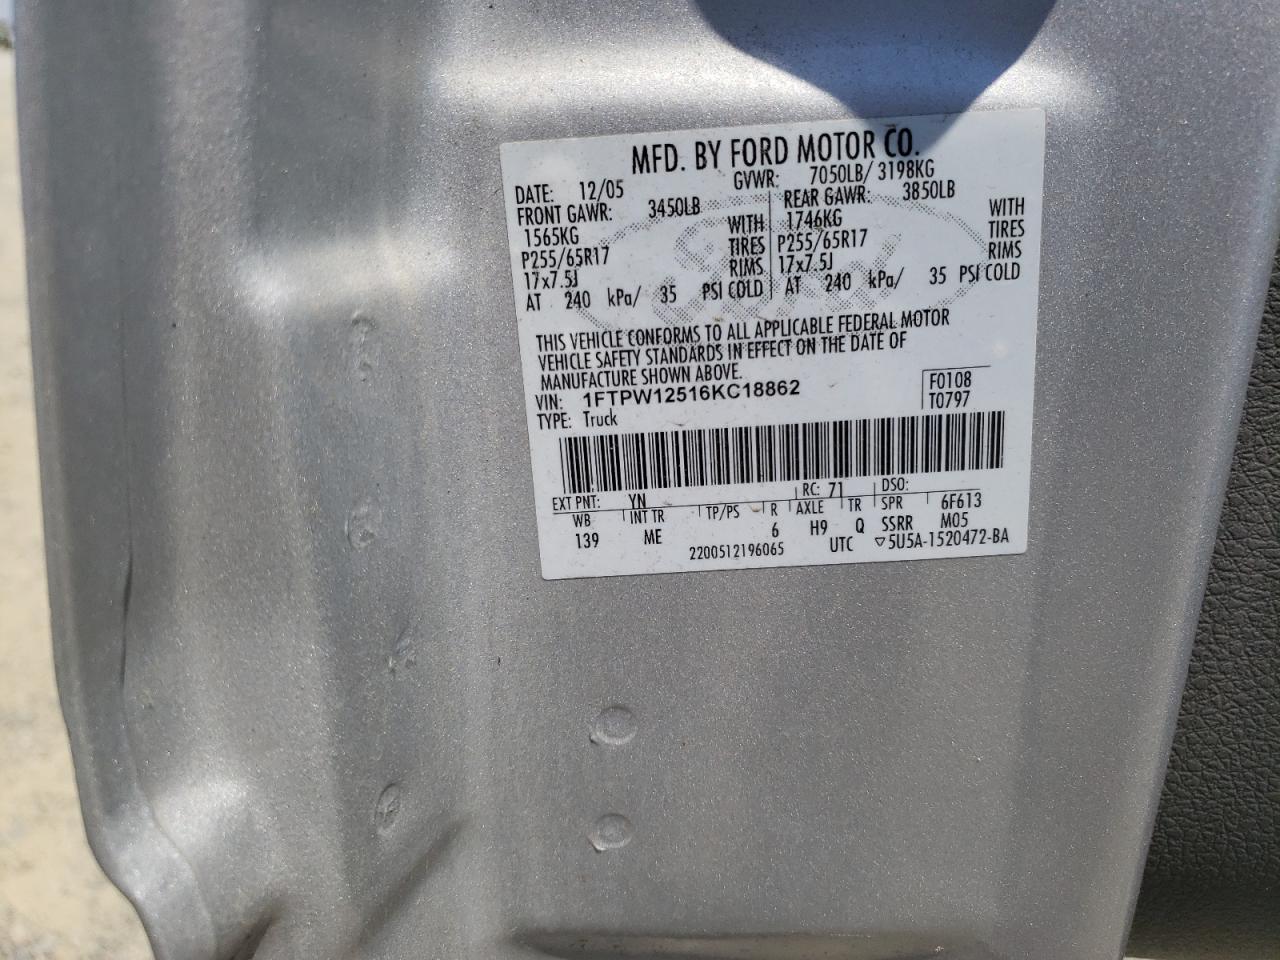 MFD. BY FORD MOTOR CO.
DATE: 12/05 GVWR: 7050LB/ 3198KG
FRONT GAWR: 3450LB REAR GAWR: 3850LB
1565KG WITH 1746KG WITH
P255/65R17 TIRES P255/65R17 TIRES
17x7.5J RIMS 17x7.5J RIMS
AT 240 kPa/ 35 PSI COLD AT 240 kPa/ 35 PSI COLD
Ford
THIS VEHICLE CONFORMS TO ALL APPLICABLE FEDERAL MOTOR
VEHICLE SAFETY STANDARDS IN EFFECT ON THE DATE OF
MANUFACTURE SHOWN ABOVE.
VIN: 1FTPW12516KC18862 F0108
TYPE: Truck T0797
EXT PNT: YN RC: 71 DSO:
WB INT TR TP/PS R AXLE TR SPR 6F613
139 ME 6 H9 Q SSRR M05
2200512196065 UTC ▽5U5A-1520472-BA